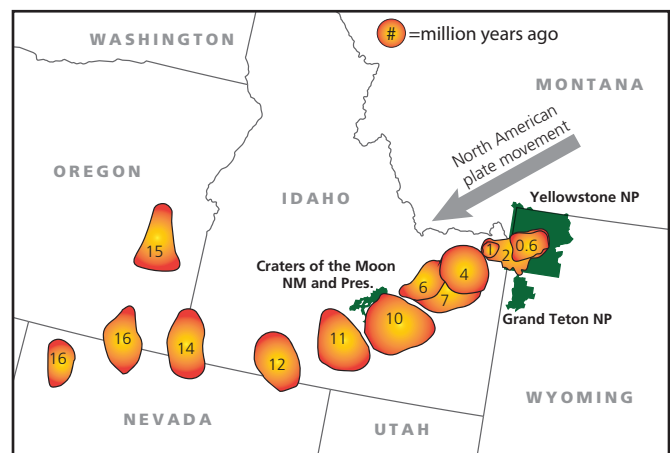 # =million years ago
WASHINGTON
MONTANA
North American
plate movement
OREGON
IDAHO
Yellowstone NP
15
Craters of the Moon
NM and Pres.
1
2
0.6
4
6
7
Grand Teton NP
10
16
16
14
11
12
WYOMING
NEVADA
UTAH